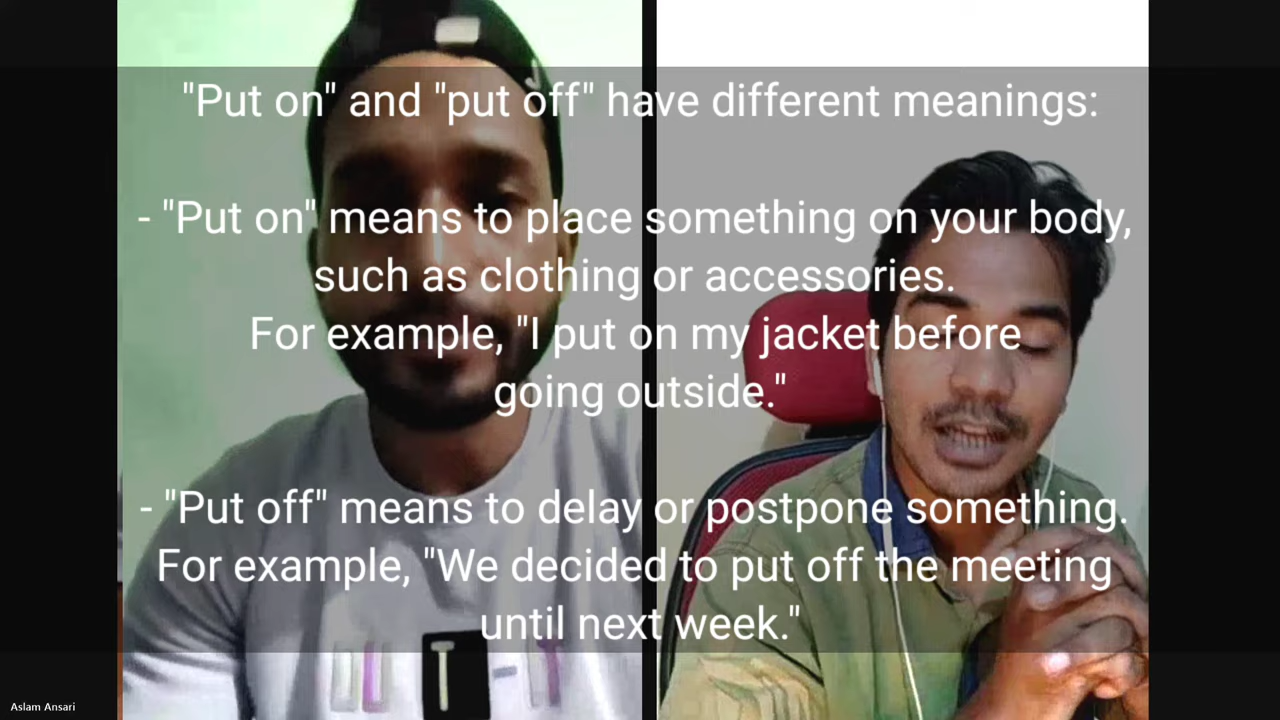 "Put on" and "put off" have different meanings:
- "Put on" means to place something on your body,
such as clothing or accessories.
For example, "I put on my jacket before
going outside."
- "Put off" means to delay or postpone something.
For example, "We decided to put off the meeting
until next week."
Aslam Ansari